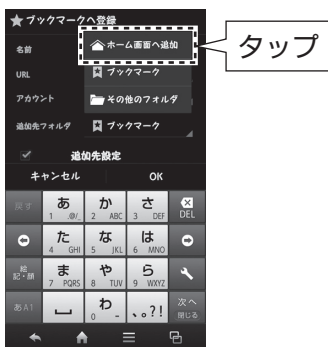 ブックマークへ登録
名前
ホーム画面へ追加
タップ
URL
ブックマーク
アカウント
その他のフォルダ
追加先フォルダ
ブックマーク
追加先設定
キャンセル
OK
戻す
あ
1 .@/_
か
2 ABC
さ
3 DEF
DEL
た
4 GHI
な
5 JKL
は
6 MNO
絵
記・顔
ま
7 PQRS
や
8 TUV
ら
9 WXYZ
あA1
わ
0 -
、。?!
次へ
閉じる